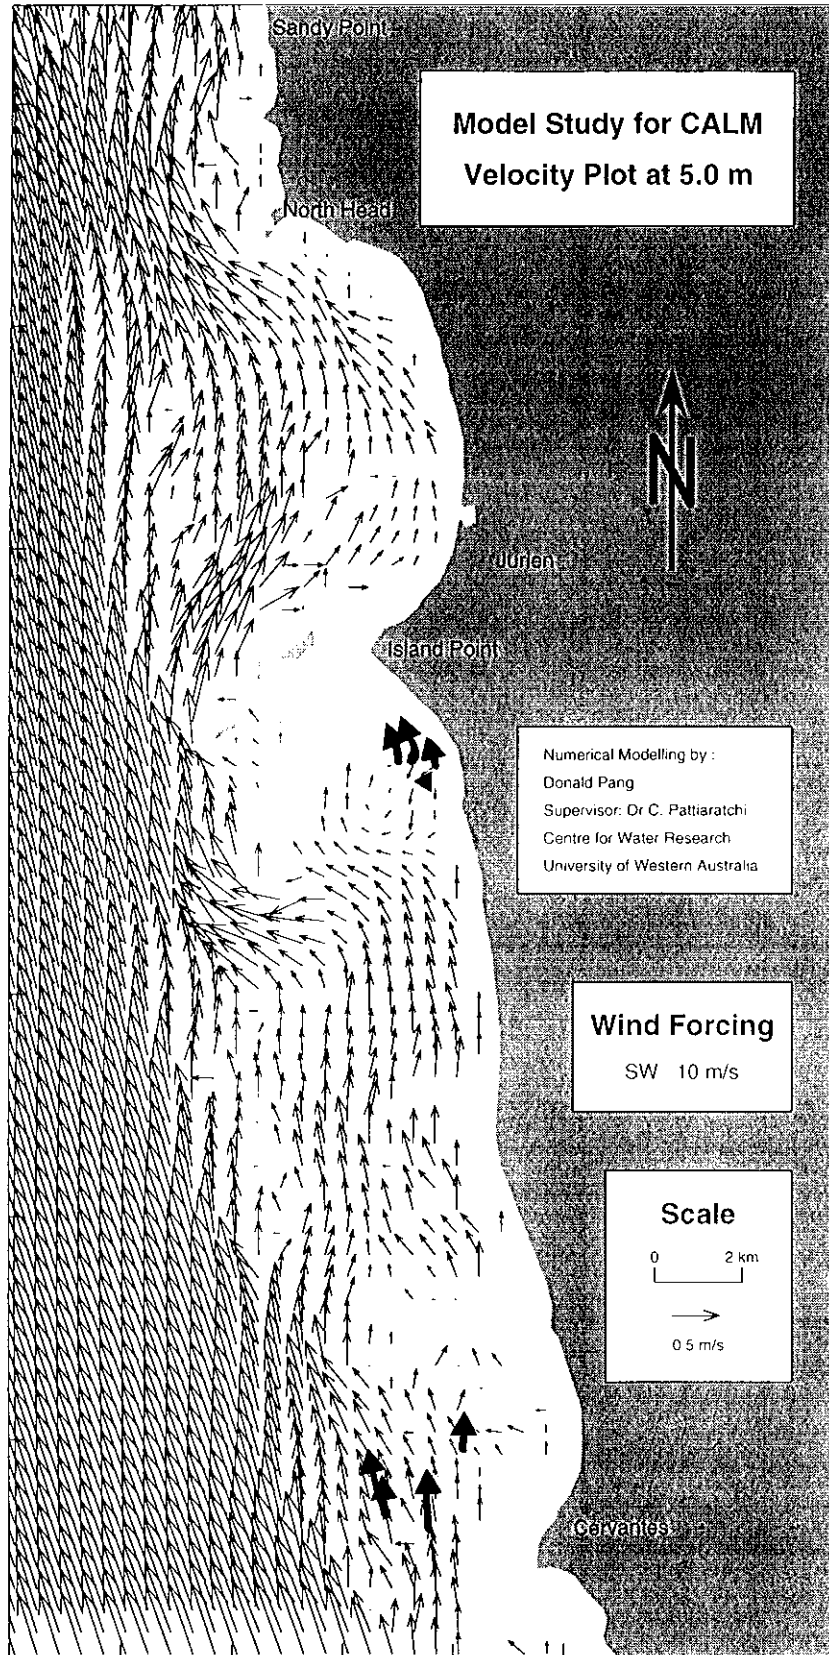 Sandy Point
Model Study for CALM
Velocity Plot at 5.0 m
North Head
N
Jurien
Island Point
Numerical Modelling by :
Donald Pang
Supervisor: Dr C. Pattiaratchi
Centre for Water Research
University of Western Australia
Wind Forcing
SW 10 m/s
Scale
0 2 km
0 5 m/s
Cervantes